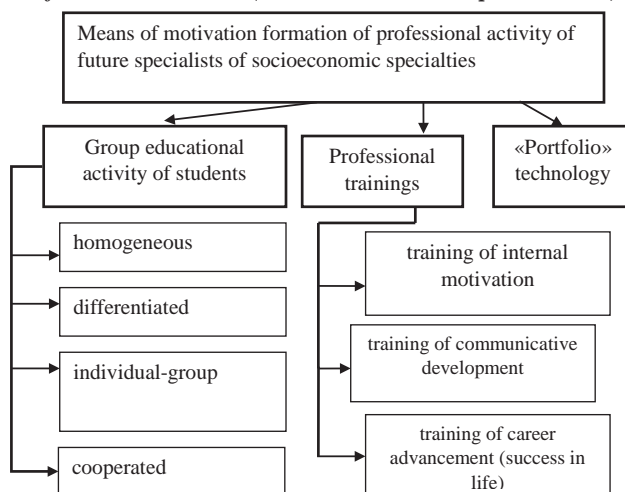 Means of motivation formation of professional activity of
future specialists of socioeconomic specialties
Group educational
activity of students
Professional
trainings
«Portfolio»
technology
homogeneous
differentiated
individual-group
cooperated
training of internal
motivation
training of communicative
development
training of career
advancement (success in
life)